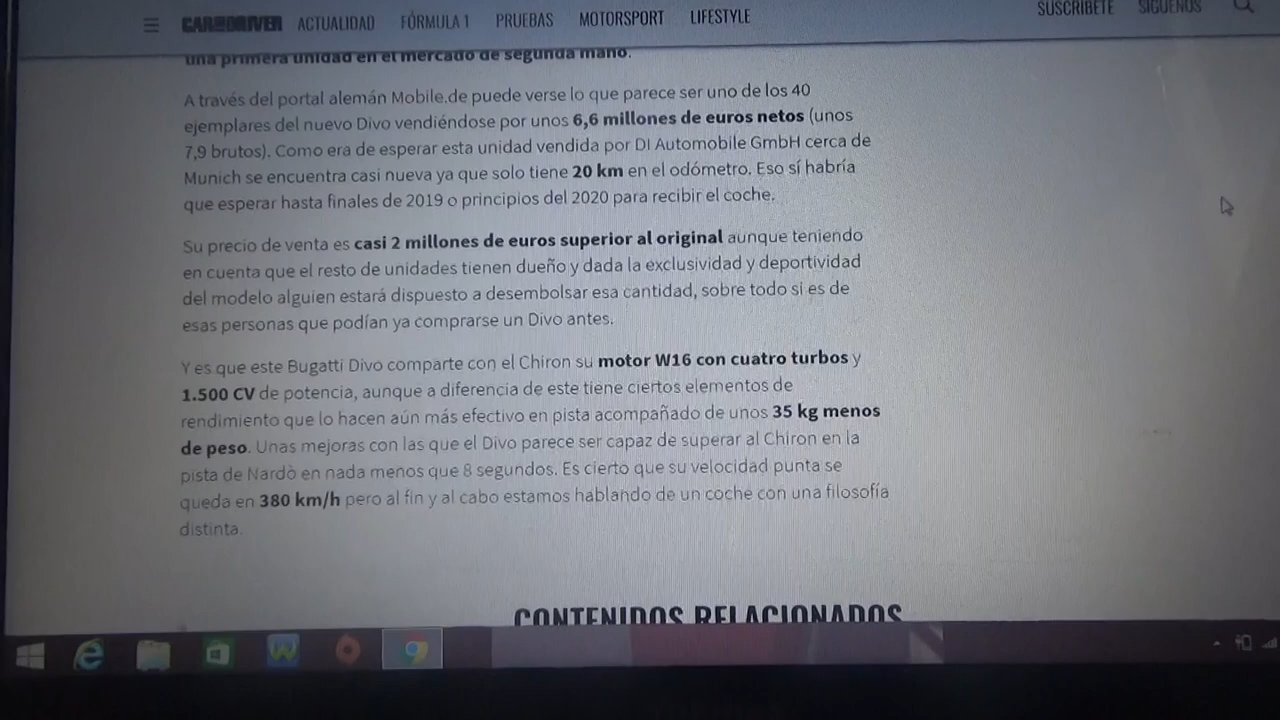 CAR and DRIVER ACTUALIDAD FÓRMULA 1 PRUEBAS MOTORSPORT LIFESTYLE SUSCRÍBETE SÍGUENOS
una primera unidad en el mercado de segunda mano.
A través del portal alemán Mobile.de puede verse lo que parece ser uno de los 40
ejemplares del nuevo Divo vendiéndose por unos 6,6 millones de euros netos (unos
7,9 brutos). Como era de esperar esta unidad vendida por DI Automobile GmbH cerca de
Munich se encuentra casi nueva ya que solo tiene 20 km en el odómetro. Eso sí habría
que esperar hasta finales de 2019 o principios del 2020 para recibir el coche.
Su precio de venta es casi 2 millones de euros superior al original aunque teniendo
en cuenta que el resto de unidades tienen dueño y dada la exclusividad y deportividad
del modelo alguien estará dispuesto a desembolsar esa cantidad, sobre todo si es de
esas personas que podían ya comprarse un Divo antes.
Y es que este Bugatti Divo comparte con el Chiron su motor W16 con cuatro turbos y
1.500 CV de potencia, aunque a diferencia de este tiene ciertos elementos de
rendimiento que lo hacen aún más efectivo en pista acompañado de unos 35 kg menos
de peso. Unas mejoras con las que el Divo parece ser capaz de superar al Chiron en la
pista de Nardò en nada menos que 8 segundos. Es cierto que su velocidad punta se
queda en 380 km/h pero al fin y al cabo estamos hablando de un coche con una filosofía
distinta.
CONTENIDOS RELACIONADOS